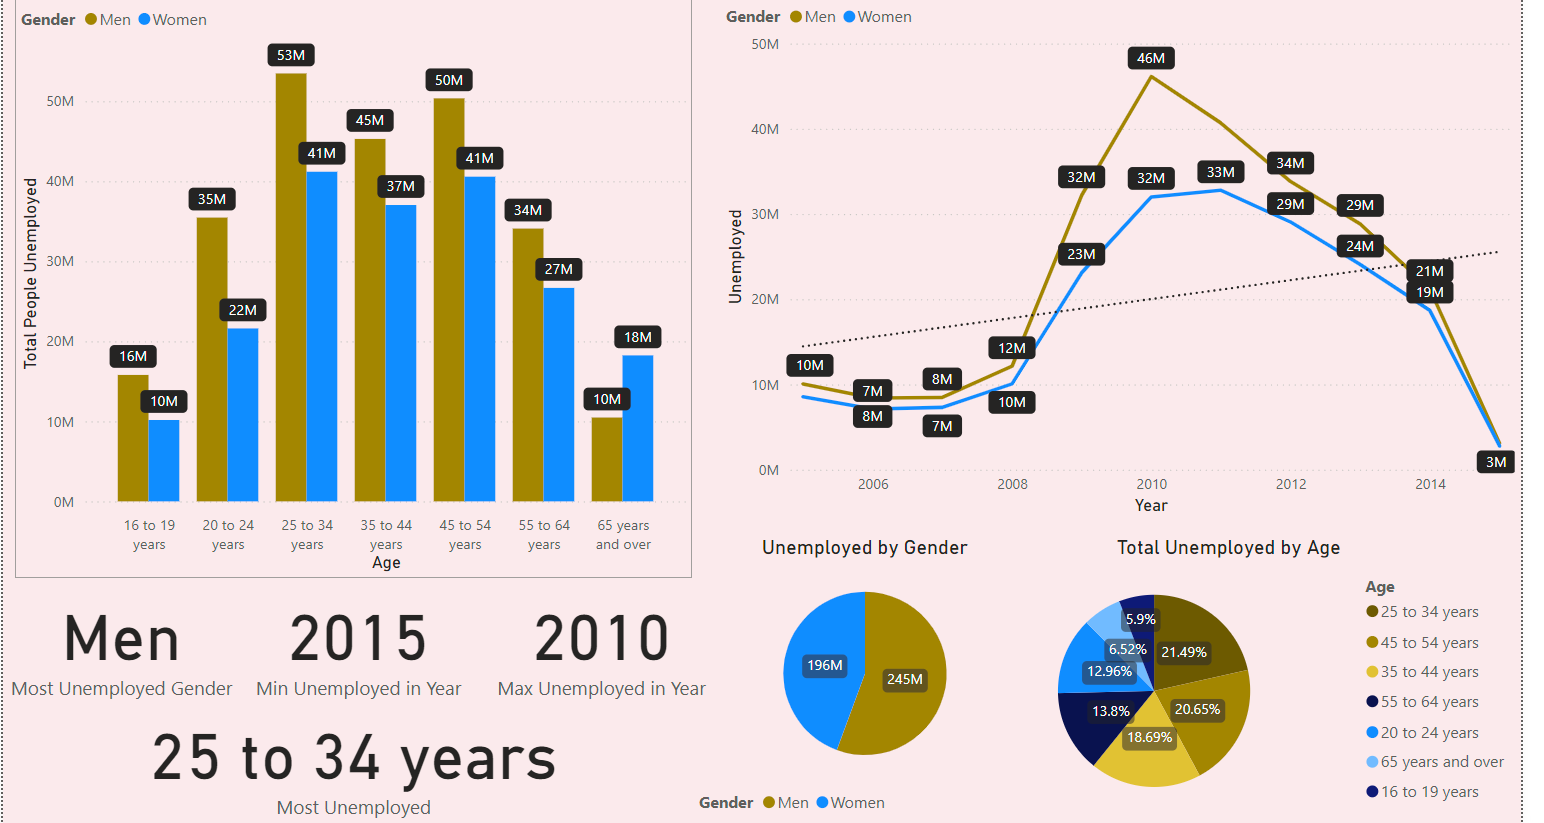 Gender Men Women
53M
50M
45M
41M
41M
37M
35M
34M
27M
22M
18M
16M
10M
10M
Total People Unemployed
50M
40M
30M
20M
10M
0M
16 to 19 years
20 to 24 years
25 to 34 years
35 to 44 years
45 to 54 years
55 to 64 years
65 years and over
Age
Gender Men Women
Unemployed
50M
40M
30M
20M
10M
0M
46M
34M
33M
32M
32M
29M
29M
24M
23M
21M
19M
12M
10M
8M
7M
10M
8M
7M
3M
2006 2008 2010 2012 2014
Year
Men
Most Unemployed Gender
2015
Min Unemployed in Year
2010
Max Unemployed in Year
25 to 34 years
Most Unemployed
Unemployed by Gender
196M
245M
Gender Men Women
Total Unemployed by Age
5.9%
21.49%
6.52%
12.96%
20.65%
13.8%
18.69%
Age
25 to 34 years
45 to 54 years
35 to 44 years
55 to 64 years
20 to 24 years
65 years and over
16 to 19 years